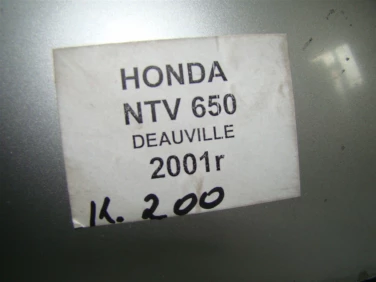 HONDA
NTV 650
DEAUVILLE
2001r
K. 200